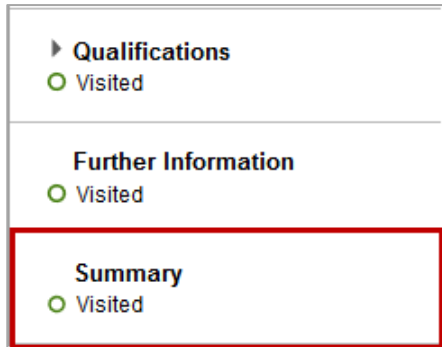 Qualifications
Visited
Further Information
Visited
Summary
Visited